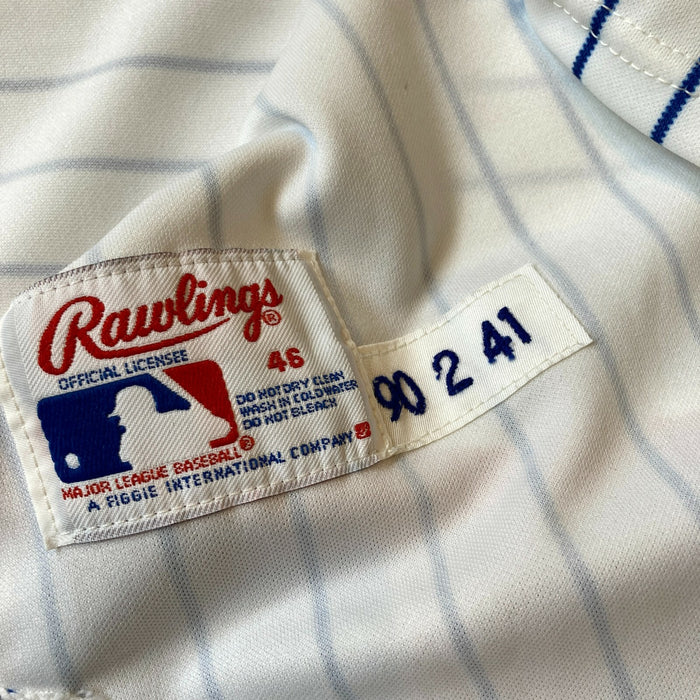 Rawlings®
OFFICIAL LICENSEE
46
DO NOT DRY CLEAN
WASH IN COLD WATER
DO NOT BLEACH
MAJOR LEAGUE BASEBALL®
A FIGGIE INTERNATIONAL COMPANY
90 2 41